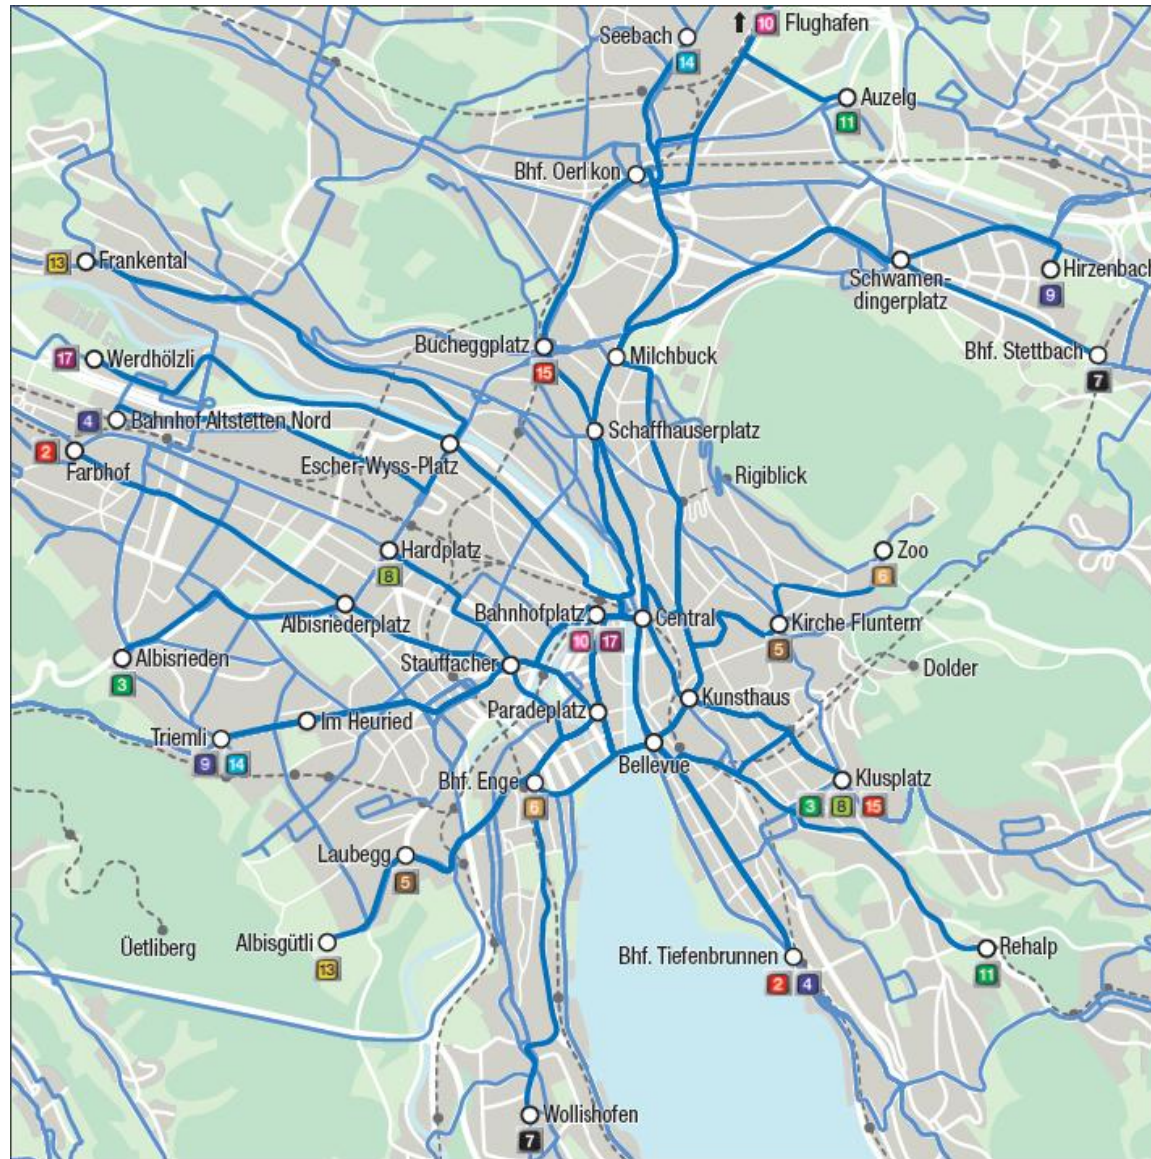 Seebach
14
10 Flughafen
Auzelg
11
Bhf. Oerlikon
13 Frankental
Schwamen-
dingerplatz
Hirzenbach
9
Bucheggplatz
15
Milchbuck
Bhf. Stettbach
7
17 Werdhölzli
4 Bahnhof Altstetten Nord
2
Farbhof
Escher-Wyss-Platz
Schaffhauserplatz
Rigiblick
Hardplatz
8
Zoo
6
Albisriederplatz
Bahnhofplatz
10 17
Central
Kirche Fluntern
5
Albisrieden
3
Stauffacher
Dolder
Im Heuried
Triemli
9 14
Paradeplatz
Kunsthaus
Bellevue
Bhf. Enge
6
Klusplatz
3 8 15
Laubegg
5
Üetliberg
Albisgütli
13
Bhf. Tiefenbrunnen
2 4
Rehalp
11
Wollishofen
7